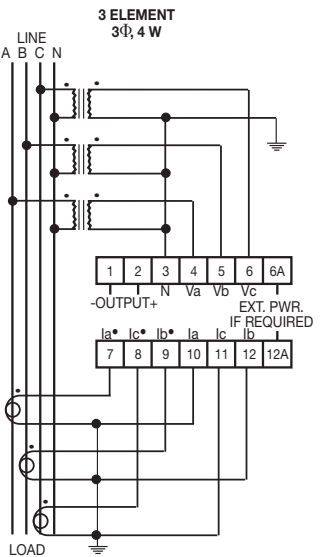 3 ELEMENT
3Φ, 4 W
LINE
A B C N
1 2 3 4 5 6 6A
-OUTPUT+ N Va Vb Vc
EXT. PWR.
IF REQUIRED
Ia• Ic• Ib• Ia Ic Ib
7 8 9 10 11 12 12A
LOAD